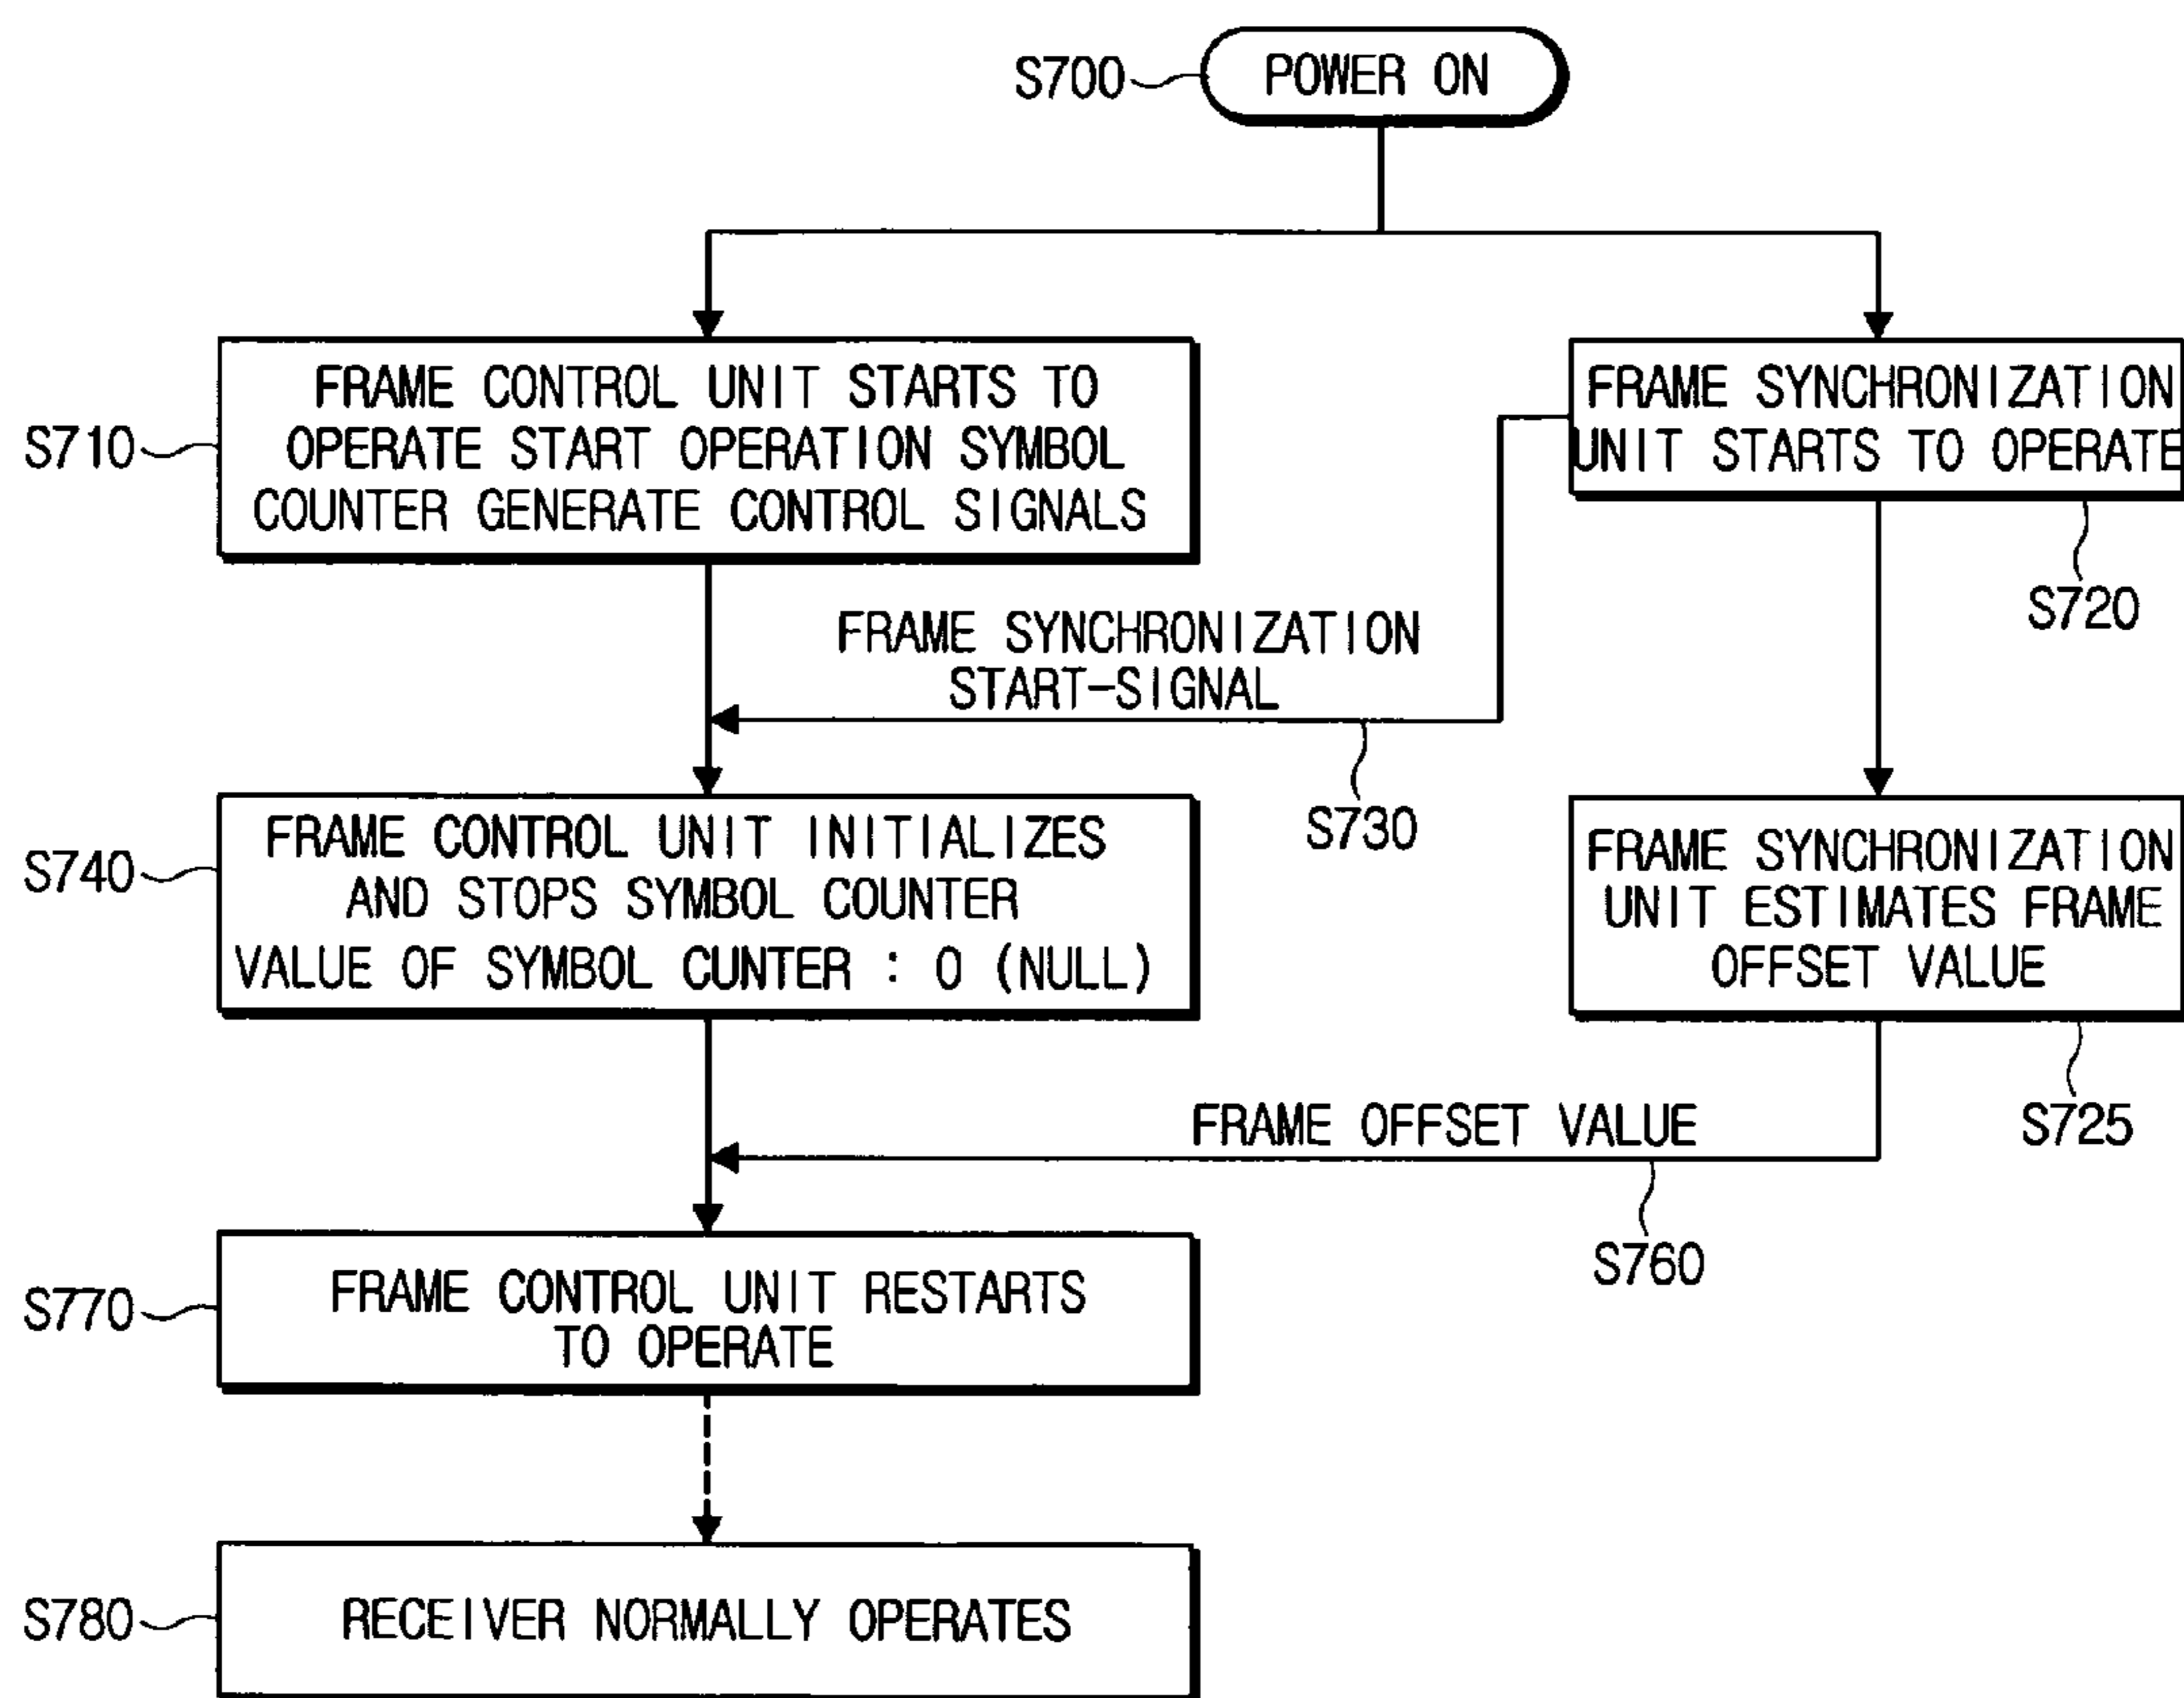 S700
POWER ON
S710
FRAME CONTROL UNIT STARTS TO
OPERATE START OPERATION SYMBOL
COUNTER GENERATE CONTROL SIGNALS
FRAME SYNCHRONIZATION
UNIT STARTS TO OPERATE
S720
FRAME SYNCHRONIZATION
START-SIGNAL
S730
S740
FRAME CONTROL UNIT INITIALIZES
AND STOPS SYMBOL COUNTER
VALUE OF SYMBOL CUNTER : 0 (NULL)
FRAME SYNCHRONIZATION
UNIT ESTIMATES FRAME
OFFSET VALUE
S725
FRAME OFFSET VALUE
S760
S770
FRAME CONTROL UNIT RESTARTS
TO OPERATE
S780
RECEIVER NORMALLY OPERATES